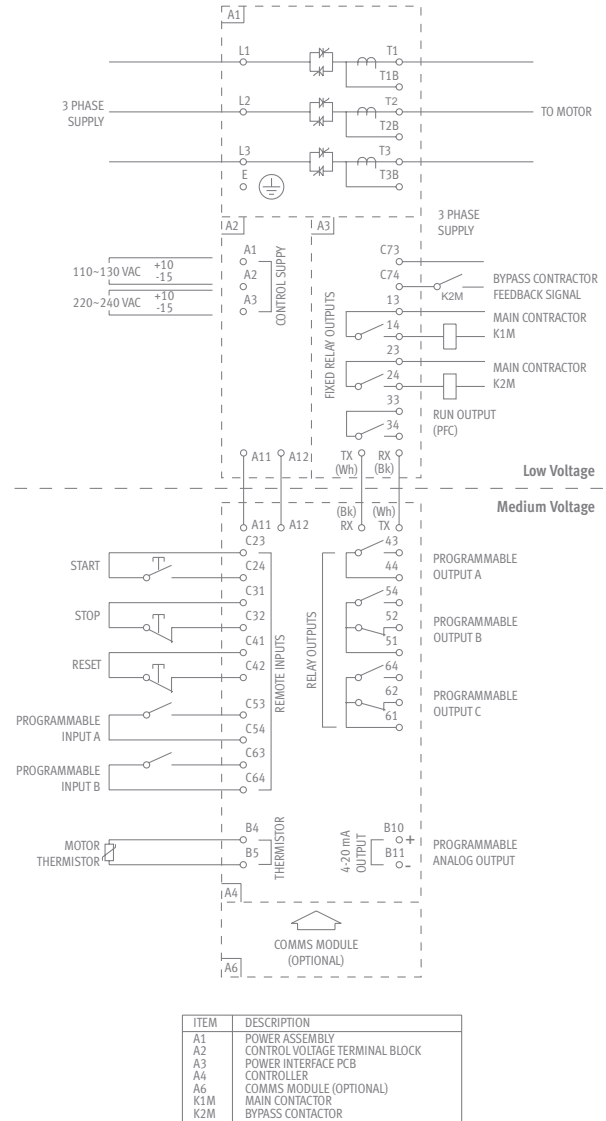 A1
L1
T1
T1B
3 PHASE
SUPPLY
L2
T2
TO MOTOR
T2B
L3
T3
E
T3B
A2
A3
3 PHASE
SUPPLY
110~130 VAC
+10
-15
220~240 VAC
+10
-15
A1
A2
A3
CONTROL SUPPY
FIXED RELAY OUTPUTS
C73
C74
K2M
BYPASS CONTRACTOR
FEEDBACK SIGNAL
13
14
MAIN CONTRACTOR
K1M
23
24
MAIN CONTRACTOR
K2M
33
34
RUN OUTPUT
(PFC)
A11
A12
TX
(Wh)
RX
(Bk)
Low Voltage
Medium Voltage
A11
A12
(Bk)
RX
(Wh)
TX
START
C23
C24
STOP
C31
C32
RESET
C41
C42
PROGRAMMABLE
INPUT A
C53
C54
PROGRAMMABLE
INPUT B
C63
C64
REMOTE INPUTS
RELAY OUTPUTS
43
44
PROGRAMMABLE
OUTPUT A
54
52
51
PROGRAMMABLE
OUTPUT B
64
62
61
PROGRAMMABLE
OUTPUT C
MOTOR
THERMISTOR
B4
B5
THERMISTOR
4-20 mA
OUTPUT
B10
+
B11
-
PROGRAMMABLE
ANALOG OUTPUT
A4
COMMS MODULE
(OPTIONAL)
A6
ITEM DESCRIPTION
A1 POWER ASSEMBLY
A2 CONTROL VOLTAGE TERMINAL BLOCK
A3 POWER INTERFACE PCB
A4 CONTROLLER
A6 COMMS MODULE (OPTIONAL)
K1M MAIN CONTACTOR
K2M BYPASS CONTACTOR